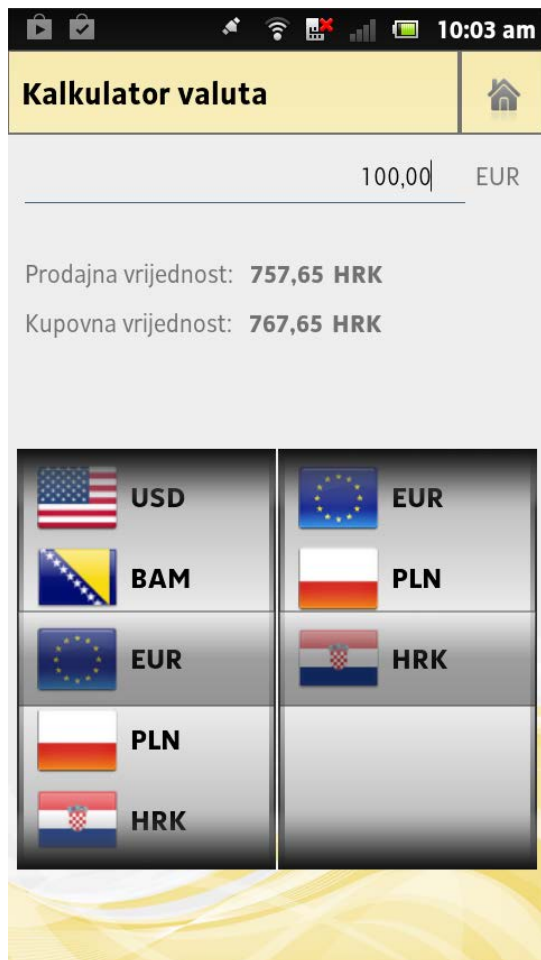 10:03 am
Kalkulator valuta
100,00 EUR
Prodajna vrijednost: 757,65 HRK
Kupovna vrijednost: 767,65 HRK
USD
BAM
EUR
PLN
HRK
EUR
PLN
HRK